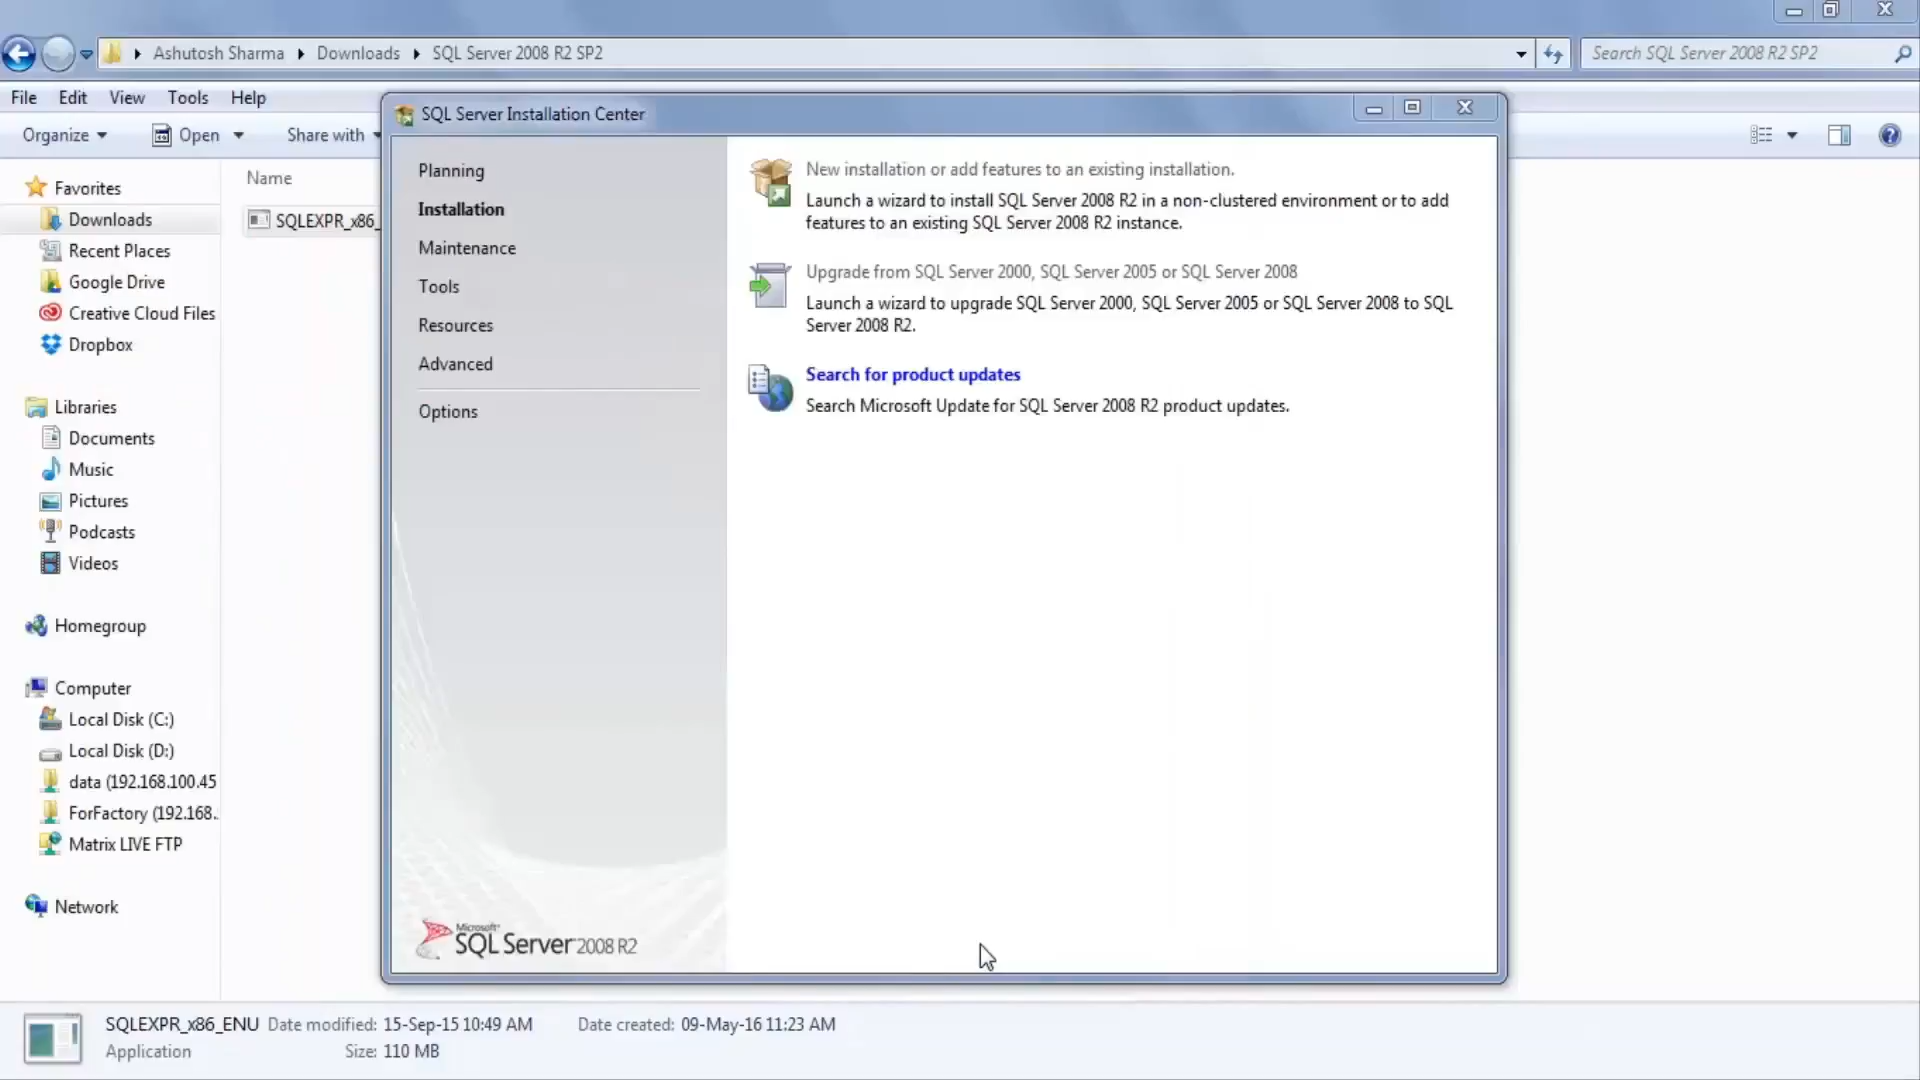 Ashutosh Sharma
Downloads
SQL Server 2008 R2 SP2
Search SQL Server 2008 R2 SP2
File Edit View Tools Help
Organize Open Share with
SQL Server Installation Center
Favorites
Downloads
Recent Places
Google Drive
Creative Cloud Files
Dropbox
Libraries
Documents
Music
Pictures
Podcasts
Videos
Homegroup
Computer
Local Disk (C:)
Local Disk (D:)
data (192.168.100.45
ForFactory (192.168.
Matrix LIVE FTP
Network
Name
SQLEXPR_x86_
Planning
Installation
Maintenance
Tools
Resources
Advanced
Options
Microsoft
SQL Server 2008 R2
New installation or add features to an existing installation.
Launch a wizard to install SQL Server 2008 R2 in a non-clustered environment or to add
features to an existing SQL Server 2008 R2 instance.
Upgrade from SQL Server 2000, SQL Server 2005 or SQL Server 2008
Launch a wizard to upgrade SQL Server 2000, SQL Server 2005 or SQL Server 2008 to SQL
Server 2008 R2.
Search for product updates
Search Microsoft Update for SQL Server 2008 R2 product updates.
SQLEXPR_x86_ENU Date modified: 15-Sep-15 10:49 AM Date created: 09-May-16 11:23 AM
Application Size: 110 MB